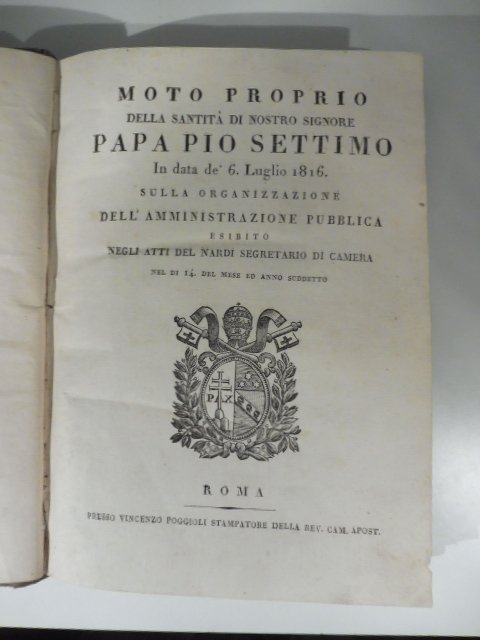 MOTO PROPRIO
DELLA SANTITÀ DI NOSTRO SIGNORE
PAPA PIO SETTIMO
In data de' 6. Luglio 1816.
SULLA ORGANIZZAZIONE
DELL' AMMINISTRAZIONE PUBBLICA
ESIBITO
NEGLI ATTI DEL NARDI SEGRETARIO DI CAMERA
NEL DI 14. DEL MESE ED ANNO SUDDETTO
PAX
ROMA
PRESSO VINCENZO POGGIOLI STAMPATORE DELLA REV. CAM. APOST.